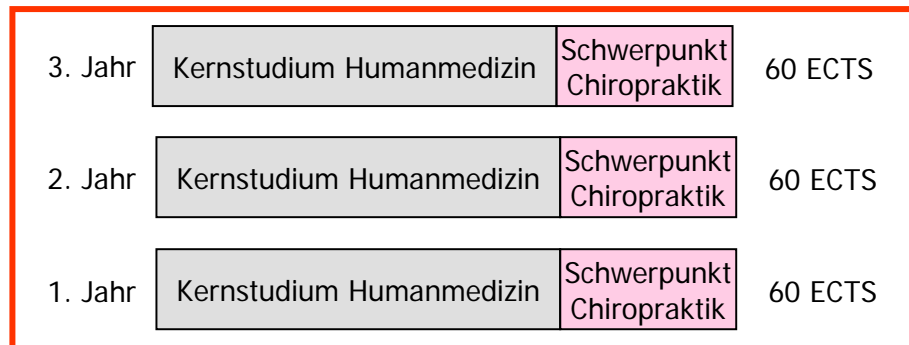 3. Jahr Kernstudium Humanmedizin Schwerpunkt Chiropraktik 60 ECTS
2. Jahr Kernstudium Humanmedizin Schwerpunkt Chiropraktik 60 ECTS
1. Jahr Kernstudium Humanmedizin Schwerpunkt Chiropraktik 60 ECTS